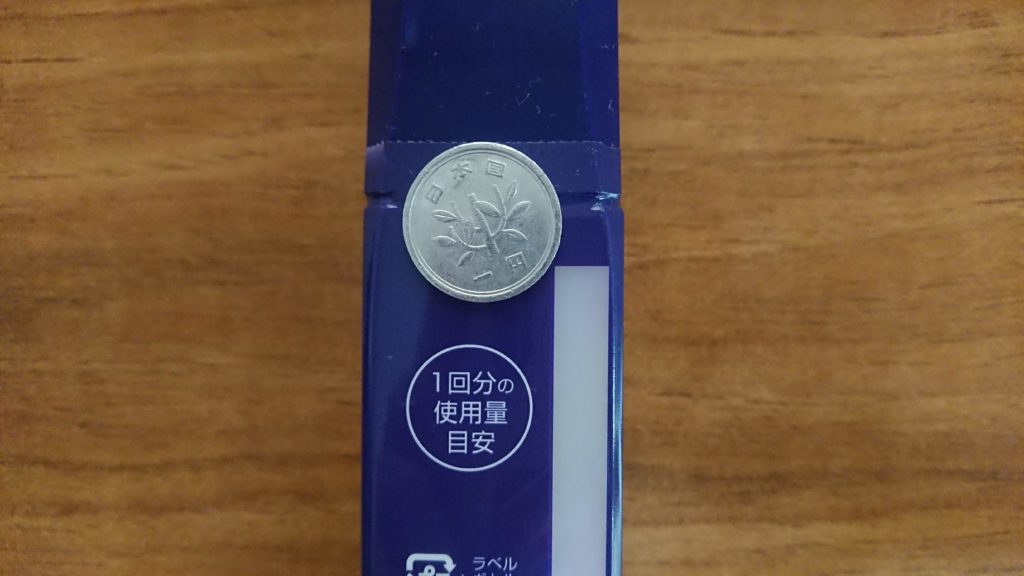 日本国
一円
1回分の
使用量
目安
ラベル